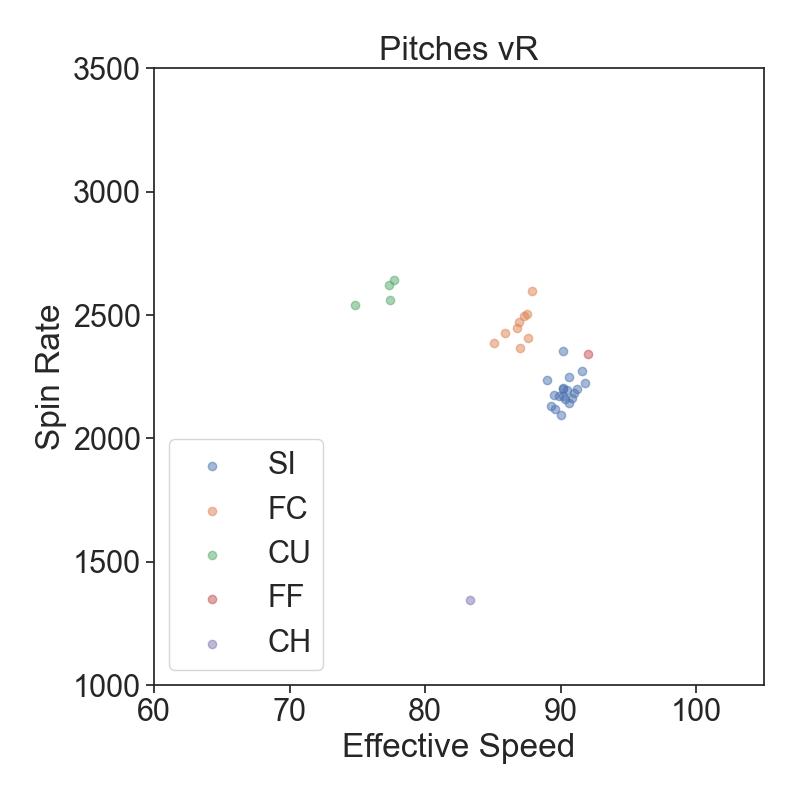 Pitches vR
3500
3000
2500
2000
1500
1000
Spin Rate
SI
FC
CU
FF
CH
60 70 80 90 100
Effective Speed